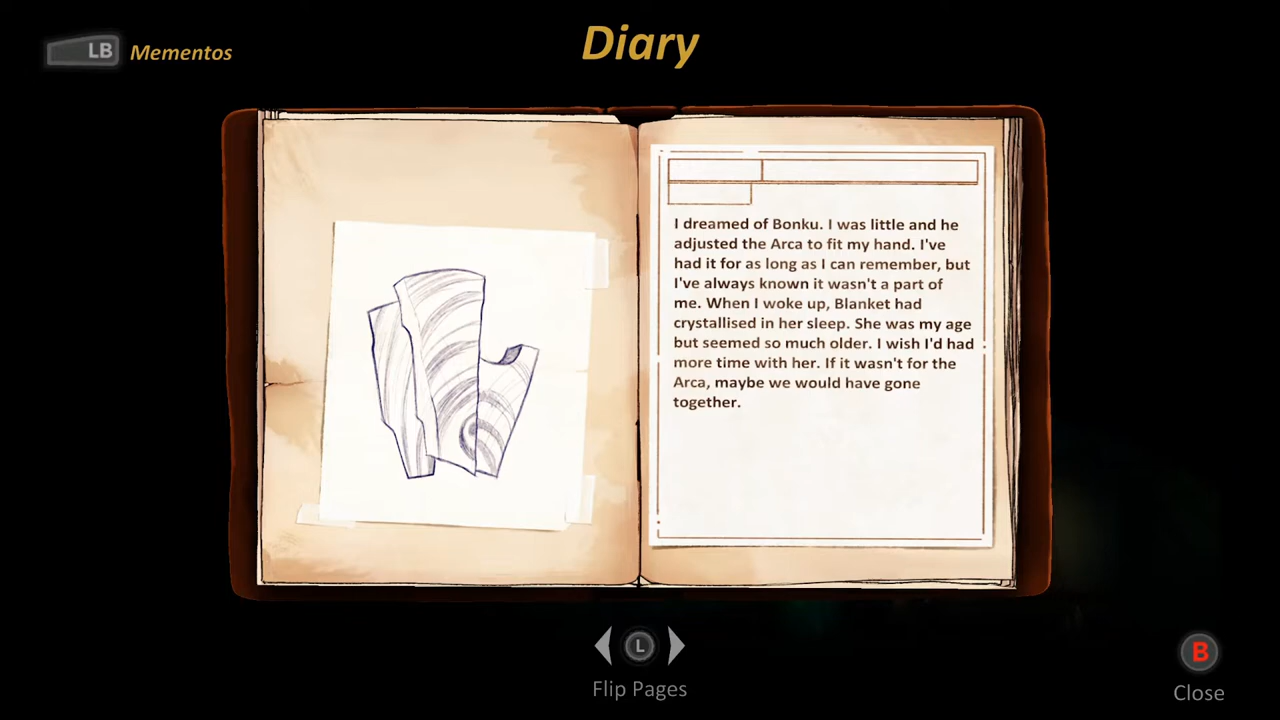 LB Mementos
Diary
I dreamed of Bonku. I was little and he
adjusted the Arca to fit my hand. I've
had it for as long as I can remember, but
I've always known it wasn't a part of
me. When I woke up, Blanket had
crystallised in her sleep. She was my age
but seemed so much older. I wish I'd had
more time with her. If it wasn't for the
Arca, maybe we would have gone
together.
L
Flip Pages
B
Close